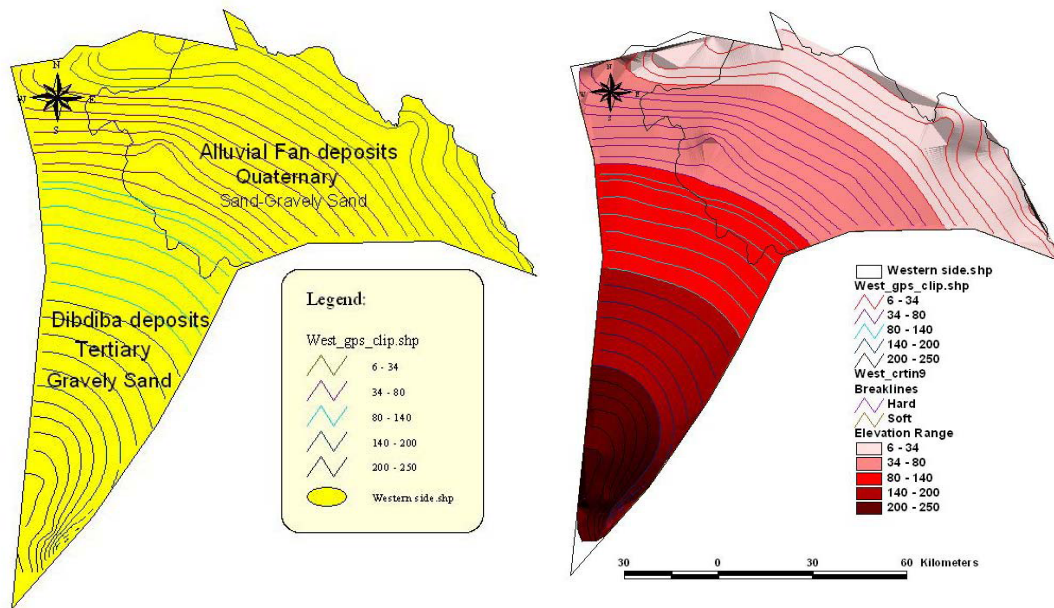 N
W E
S
Alluvial Fan deposits
Quaternary
Sand-Gravely Sand
Dibdiba deposits
Tertiary
Gravely Sand
Legend:
West_gps_clip.shp
6 - 34
34 - 80
80 - 140
140 - 200
200 - 250
Western side.shp
N
W E
S
Western side.shp
West_gps_clip.shp
6 - 34
34 - 80
80 - 140
140 - 200
200 - 250
West_crtin9
Breaklines
Hard
Soft
Elevation Range
6 - 34
34 - 80
80 - 140
140 - 200
200 - 250
30 0 30 60 Kilometers